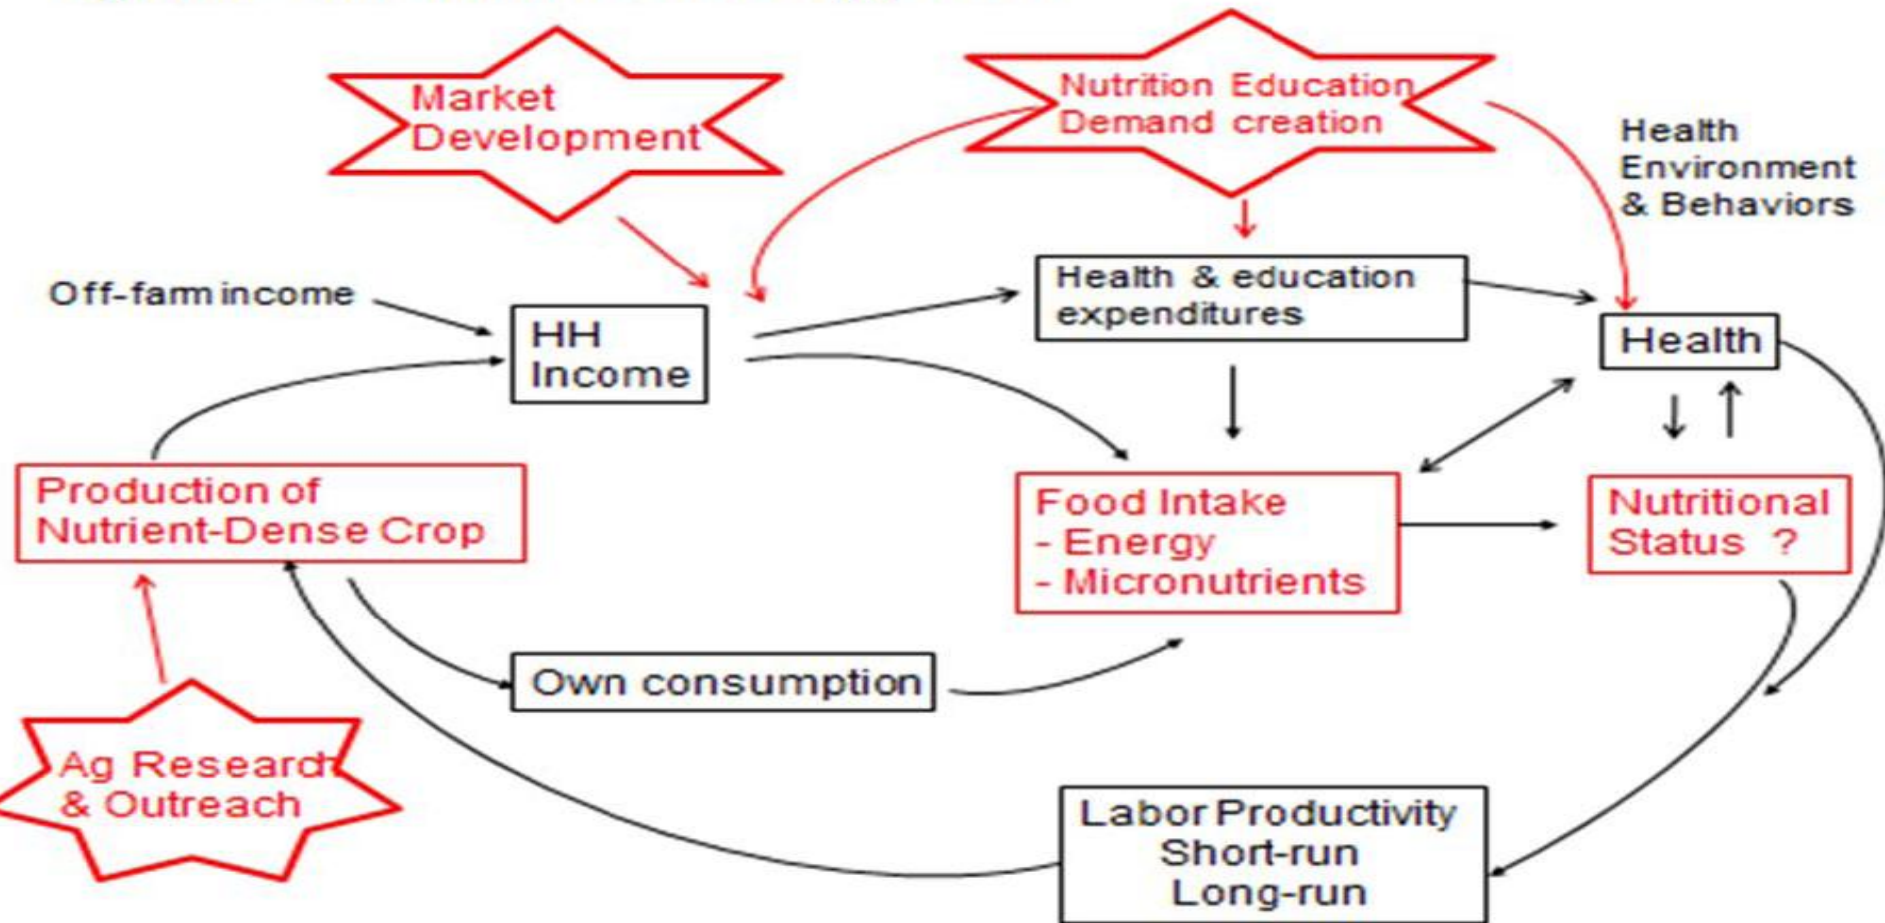 Market
Development
Nutrition Education
Demand creation
Health
Environment
& Behaviors
Off-farm income
HH
Income
Health & education
expenditures
Health
Production of
Nutrient-Dense Crop
Food Intake
- Energy
- Micronutrients
Nutritional
Status ?
Own consumption
Ag Research
& Outreach
Labor Productivity
Short-run
Long-run